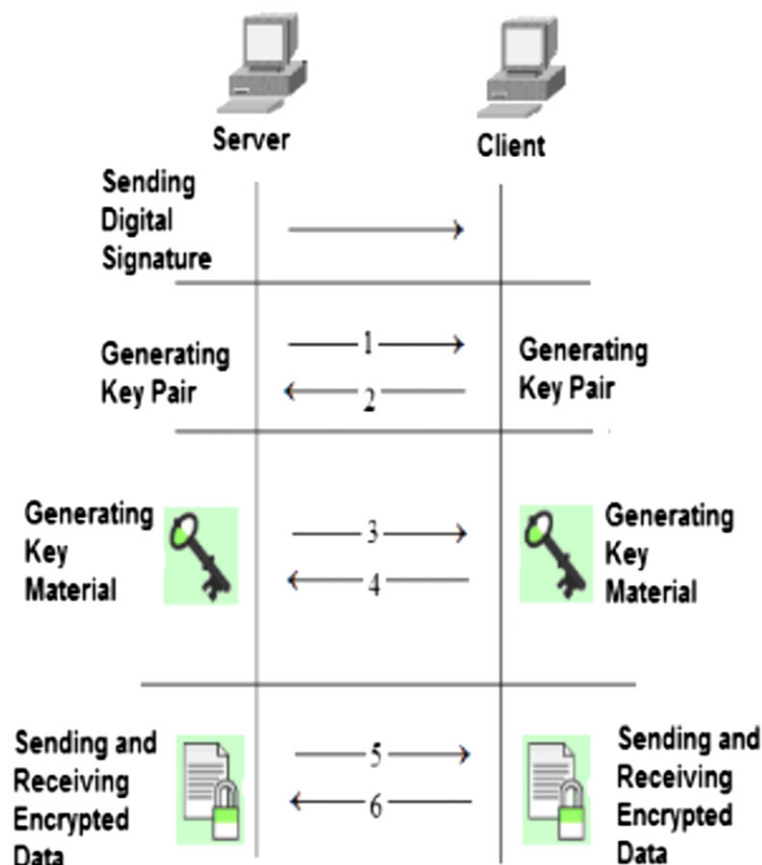 Server
Client
Sending
Digital
Signature
Generating
Key Pair
1
2
Generating
Key Pair
Generating
Key
Material
3
4
Generating
Key
Material
Sending and
Receiving
Encrypted
Data
5
6
Sending and
Receiving
Encrypted
Data